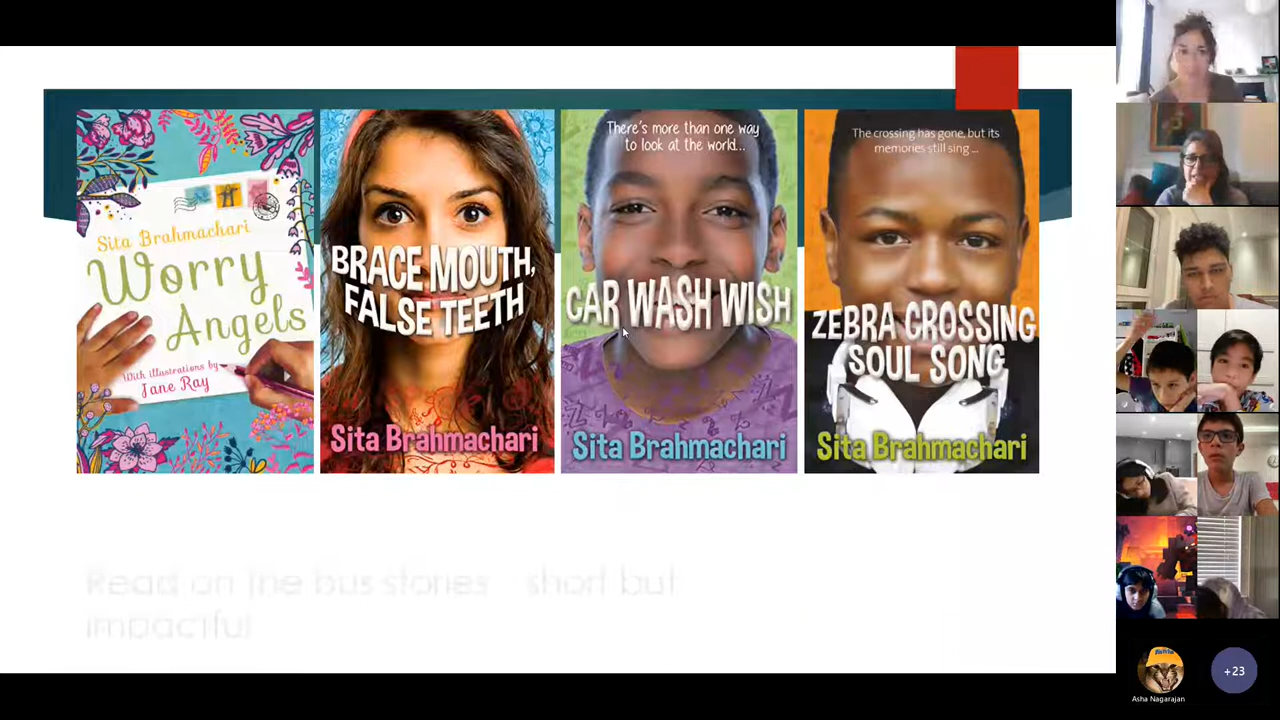 Sita Brahmachari
Worry
Angels
With illustrations by
Jane Ray
BRACE MOUTH,
FALSE TEETH
Sita Brahmachari
There's more than one way
to look at the world...
CAR WASH WISH
Sita Brahmachari
The crossing has gone, but its
memories still sing ...
ZEBRA CROSSING
SOUL SONG
Sita Brahmachari
Read on the bus stories – short but
impactful
Asha Nagarajan
+23